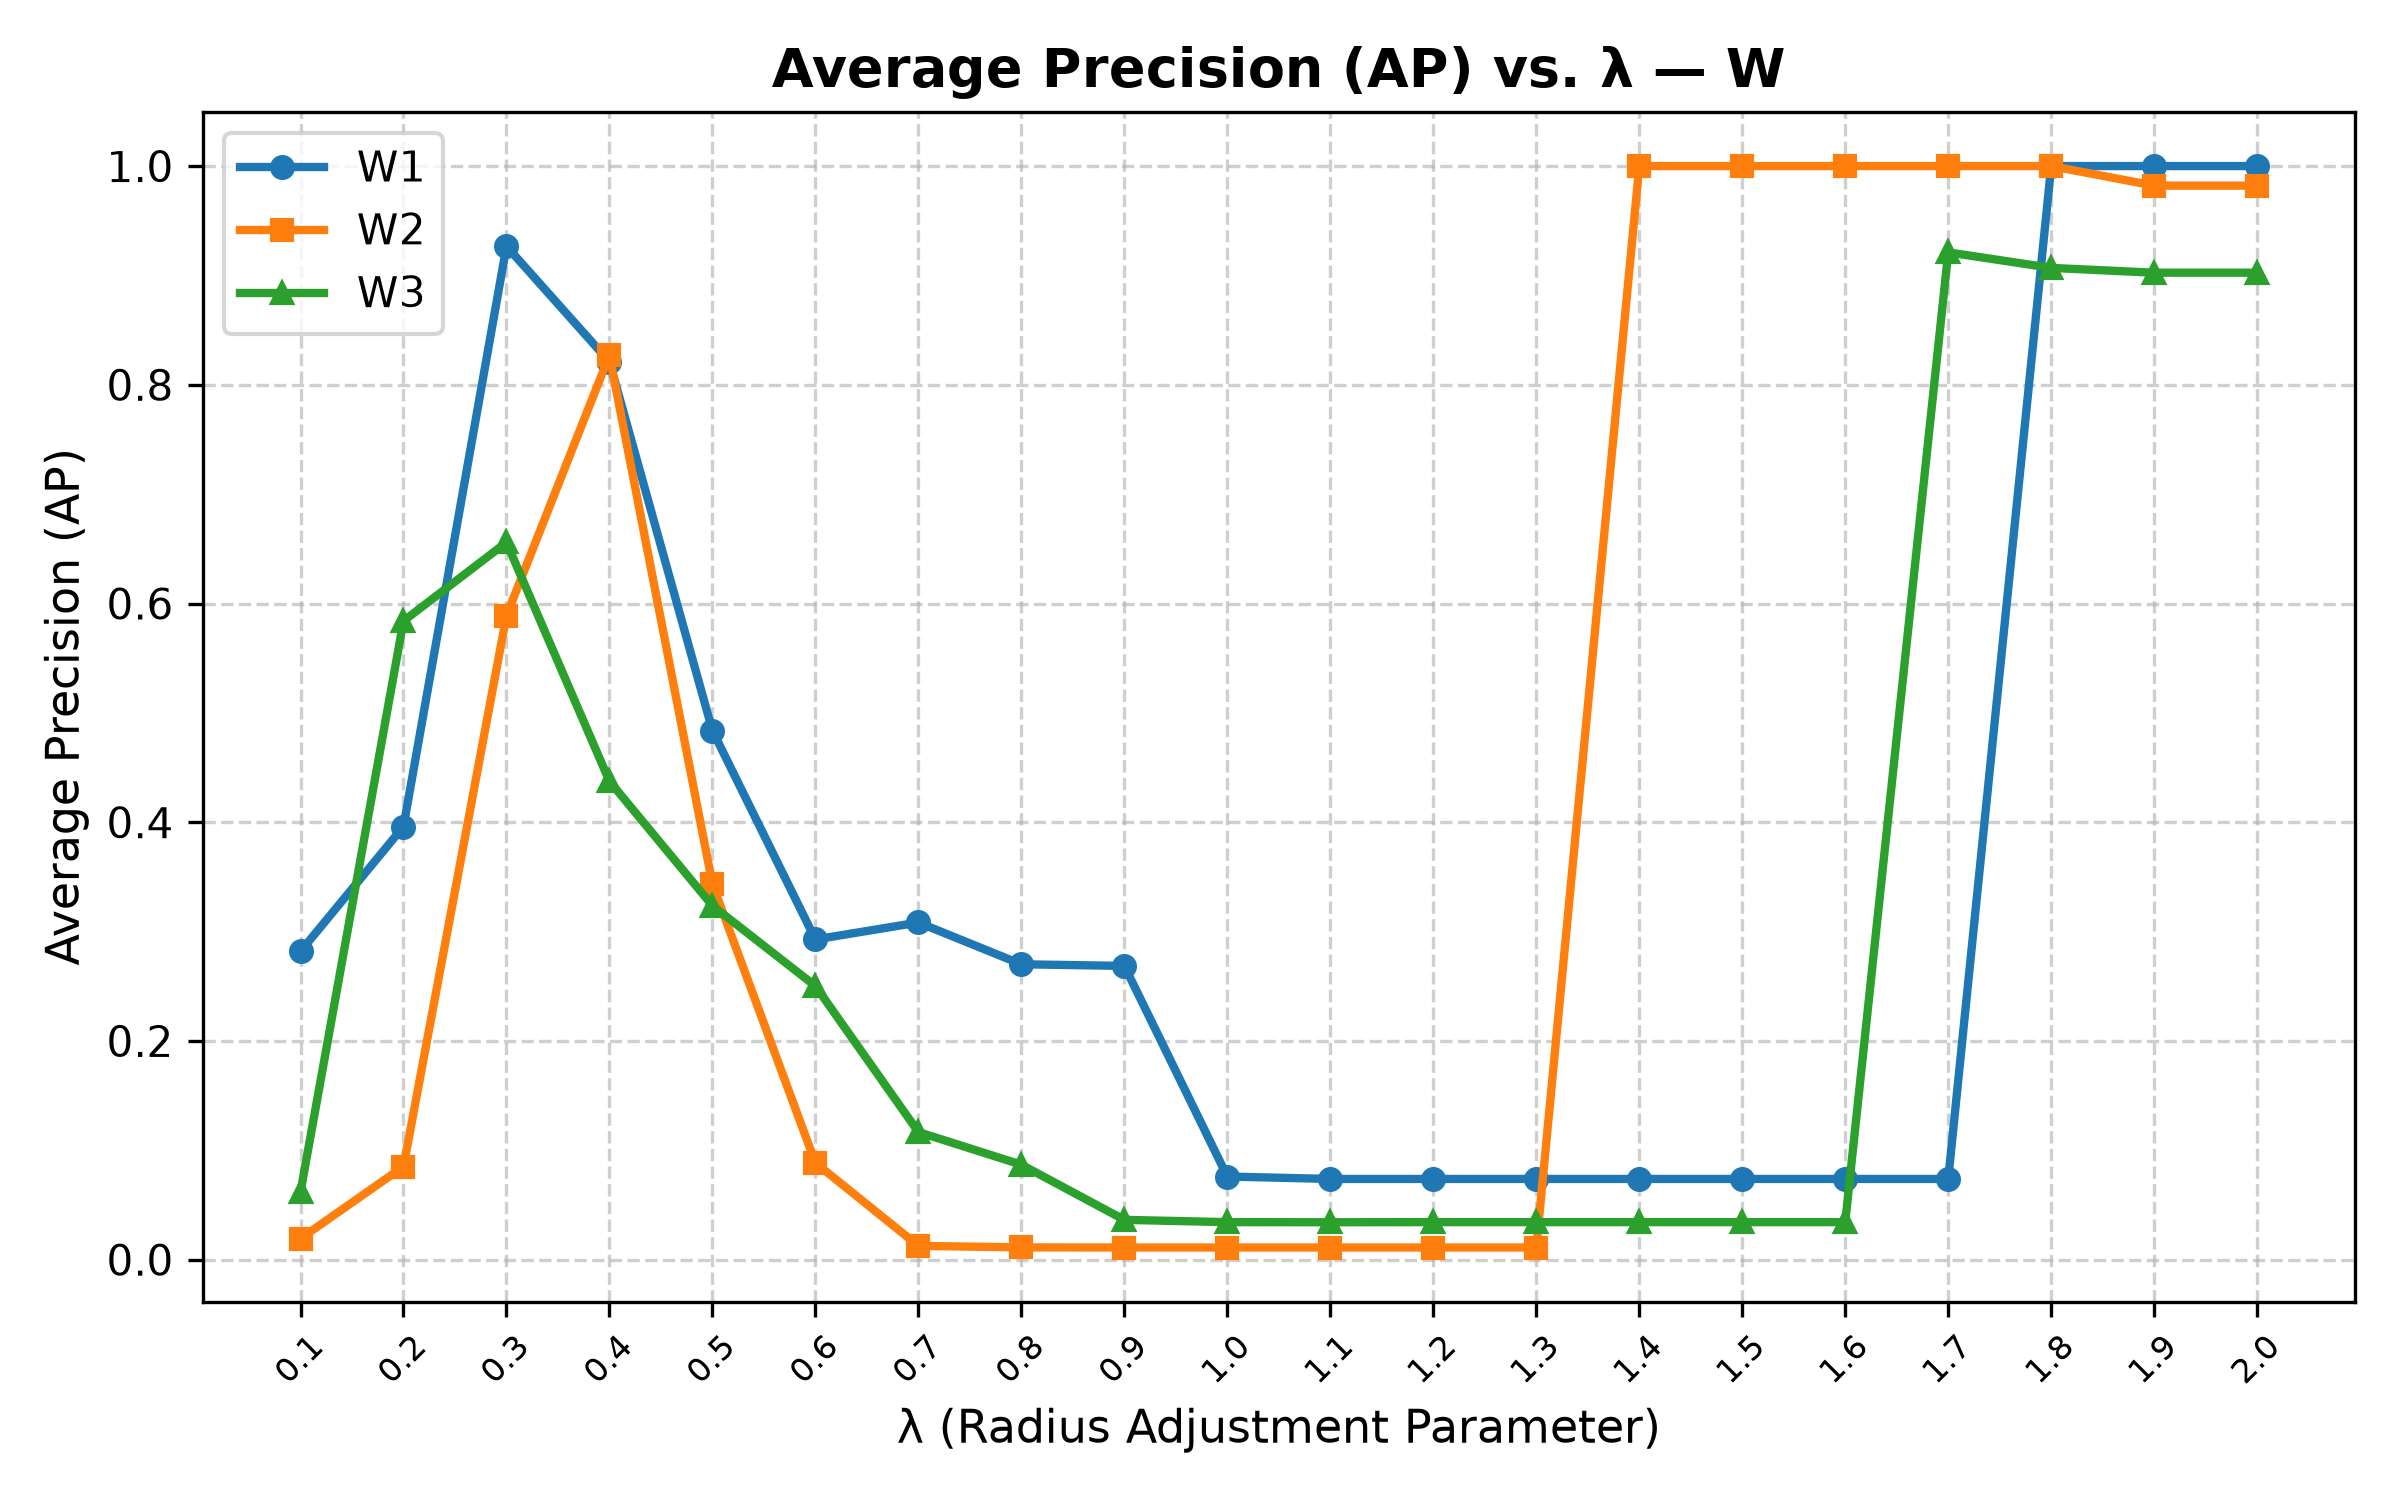 Average Precision (AP) vs. λ — W
W1
W2
W3
Average Precision (AP)
1.0
0.8
0.6
0.4
0.2
0.0
0.1 0.2 0.3 0.4 0.5 0.6 0.7 0.8 0.9 1.0 1.1 1.2 1.3 1.4 1.5 1.6 1.7 1.8 1.9 2.0
λ (Radius Adjustment Parameter)